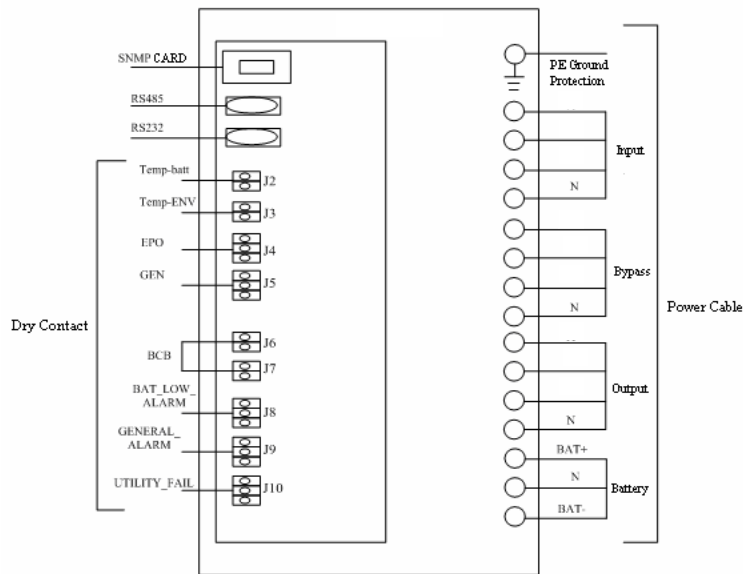 SNMP CARD
RS485
RS232
Temp-batt
J2
Temp-ENV
J3
EPO
J4
GEN
J5
Dry Contact
J6
BCB
J7
BAT_LOW_
ALARM
J8
GENERAL_
ALARM
J9
UTILITY_FAIL
J10
PE Ground
Protection
Input
N
Bypass
N
Power Cable
Output
N
BAT+
N
Battery
BAT-